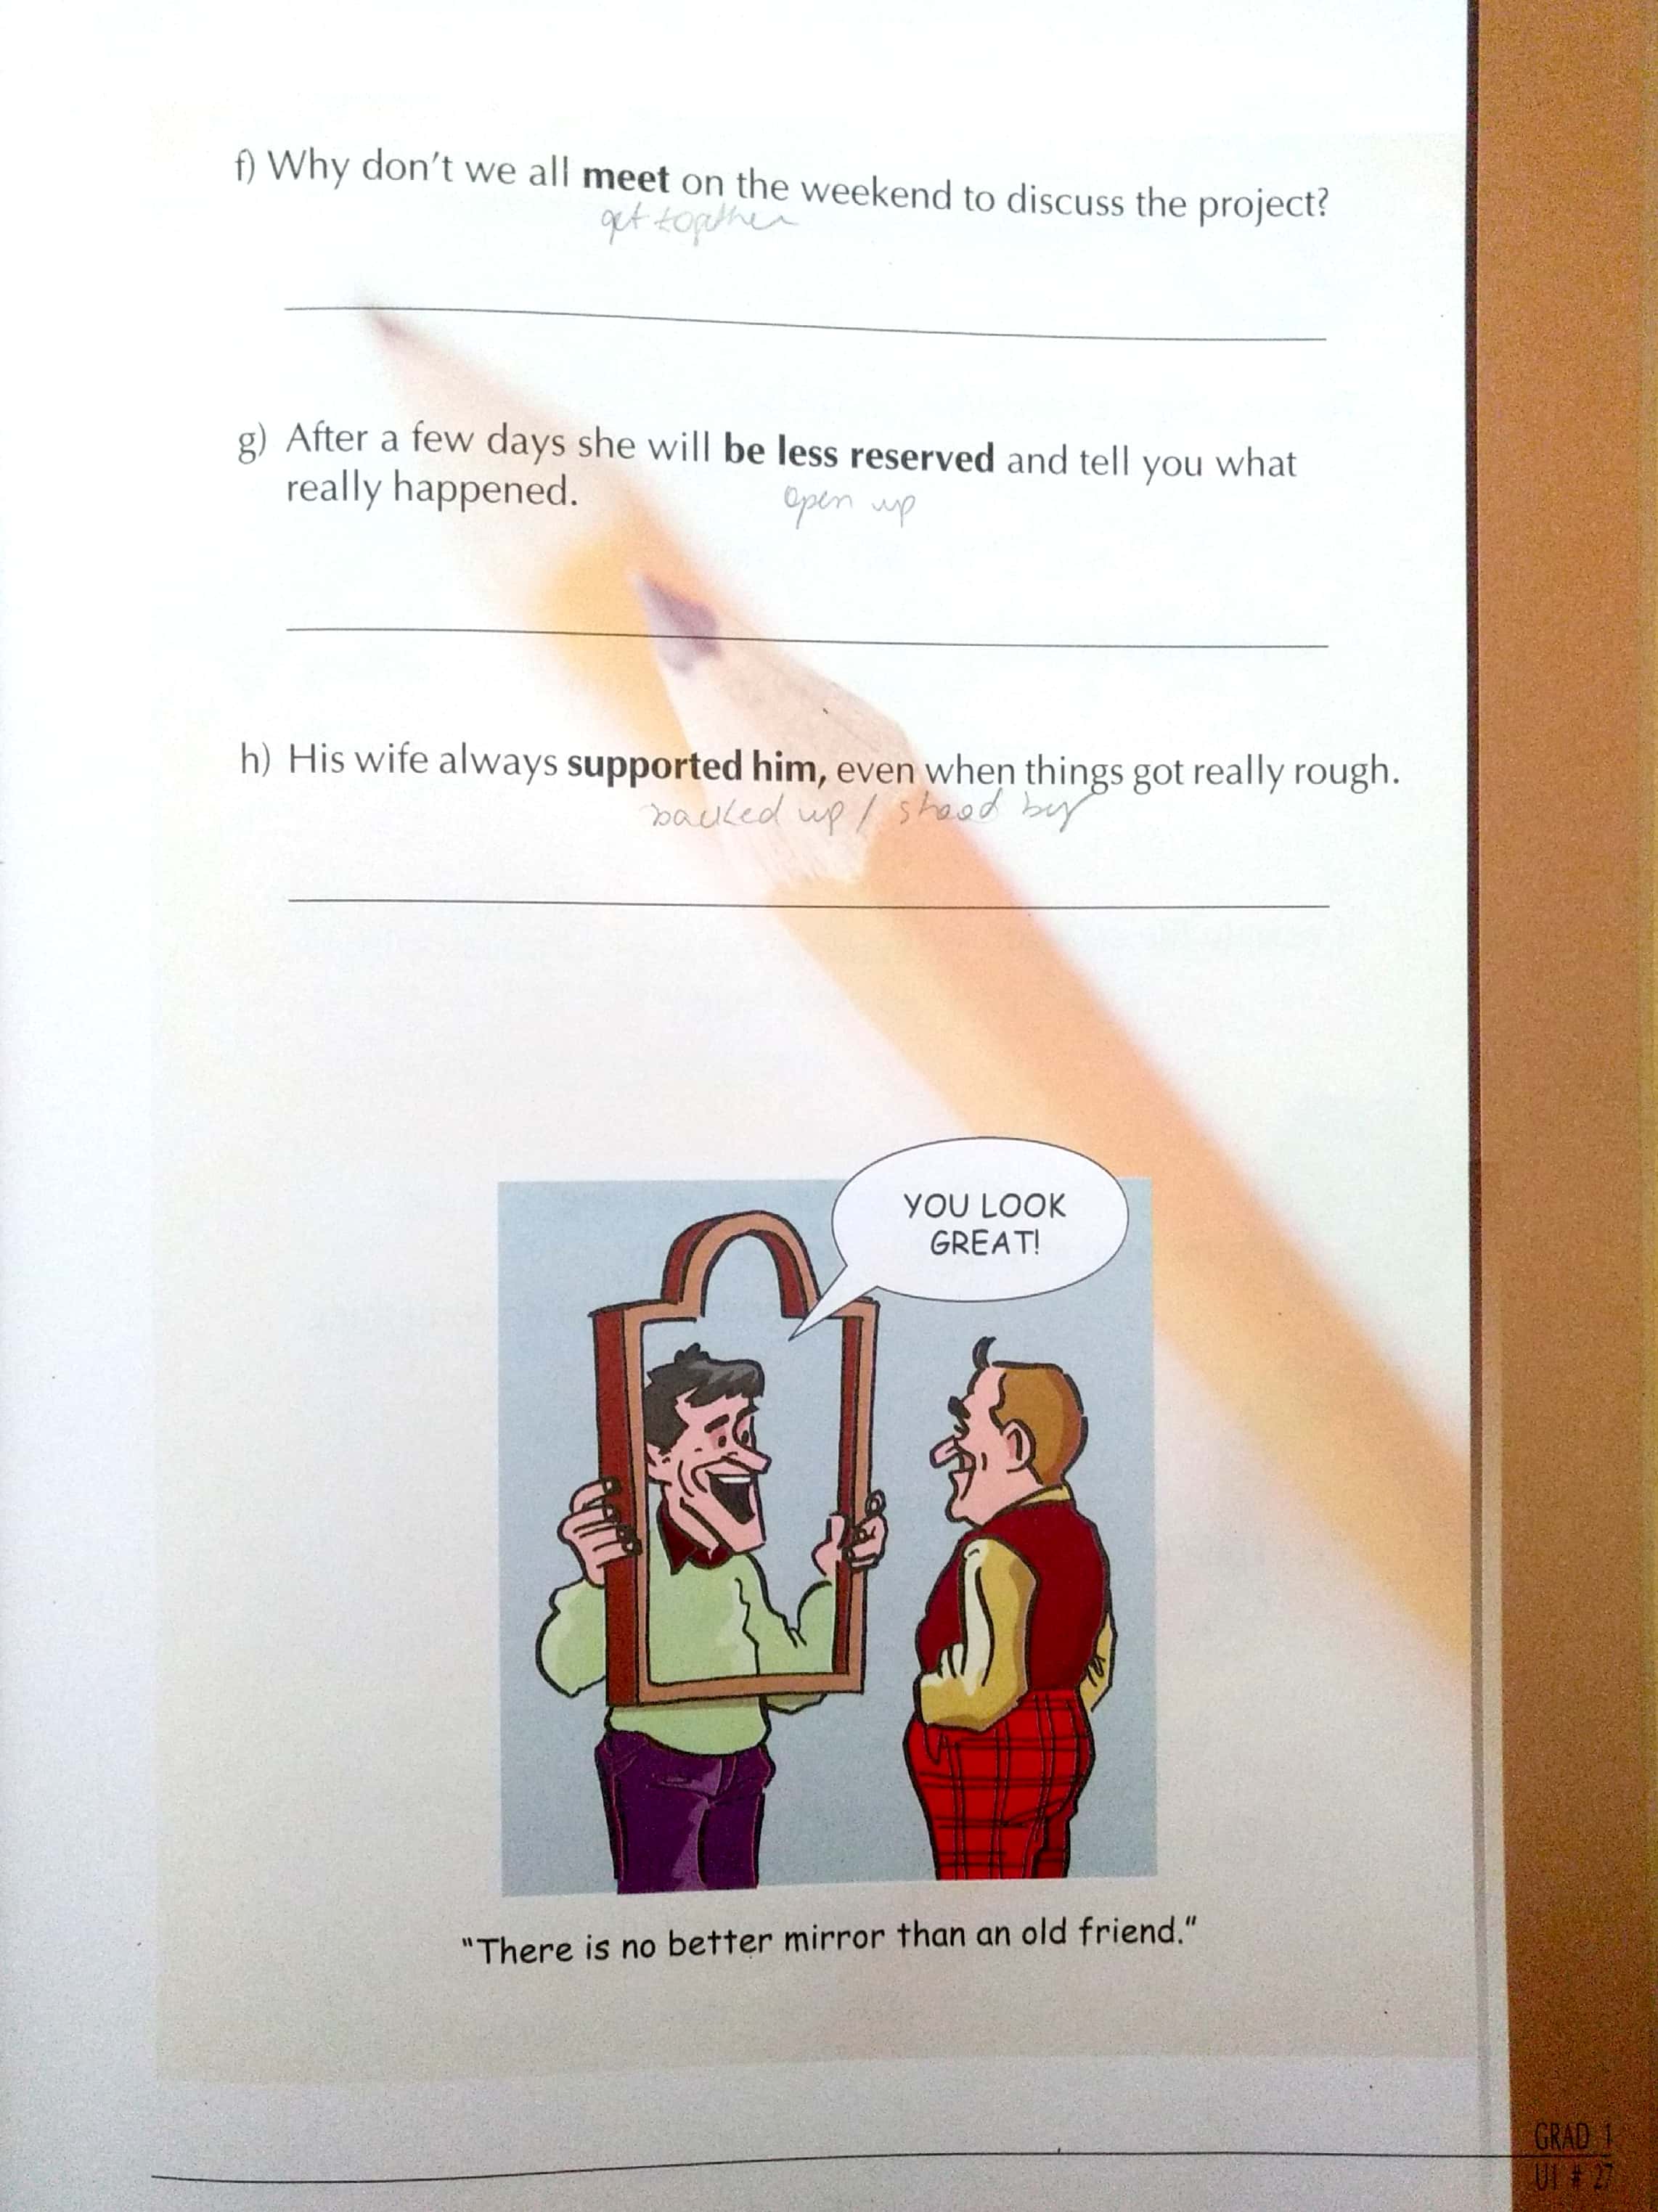 f) Why don't we all meet on the weekend to discuss the project?
get together
g) After a few days she will be less reserved and tell you what
really happened.
open up
h) His wife always supported him, even when things got really rough.
backed up / stood by
YOU LOOK
GREAT!
"There is no better mirror than an old friend."
GRAD 1
U1 # 27